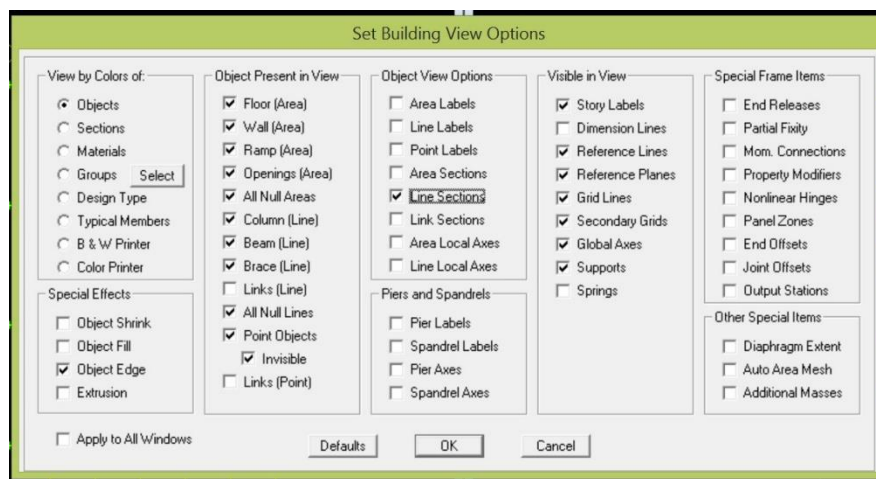 Set Building View Options
View by Colors of:
Objects
Sections
Materials
Groups Select
Design Type
Typical Members
B & W Printer
Color Printer
Special Effects
Object Shrink
Object Fill
Object Edge
Extrusion
Object Present in View
Floor (Area)
Wall (Area)
Ramp (Area)
Openings (Area)
All Null Areas
Column (Line)
Beam (Line)
Brace (Line)
Links (Line)
All Null Lines
Point Objects
Invisible
Links (Point)
Object View Options
Area Labels
Line Labels
Point Labels
Area Sections
Line Sections
Link Sections
Area Local Axes
Line Local Axes
Piers and Spandrels
Pier Labels
Spandrel Labels
Pier Axes
Spandrel Axes
Visible in View
Story Labels
Dimension Lines
Reference Lines
Reference Planes
Grid Lines
Secondary Grids
Global Axes
Supports
Springs
Special Frame Items
End Releases
Partial Fixity
Mom. Connections
Property Modifiers
Nonlinear Hinges
Panel Zones
End Offsets
Joint Offsets
Output Stations
Other Special Items
Diaphragm Extent
Auto Area Mesh
Additional Masses
Apply to All Windows
Defaults OK Cancel